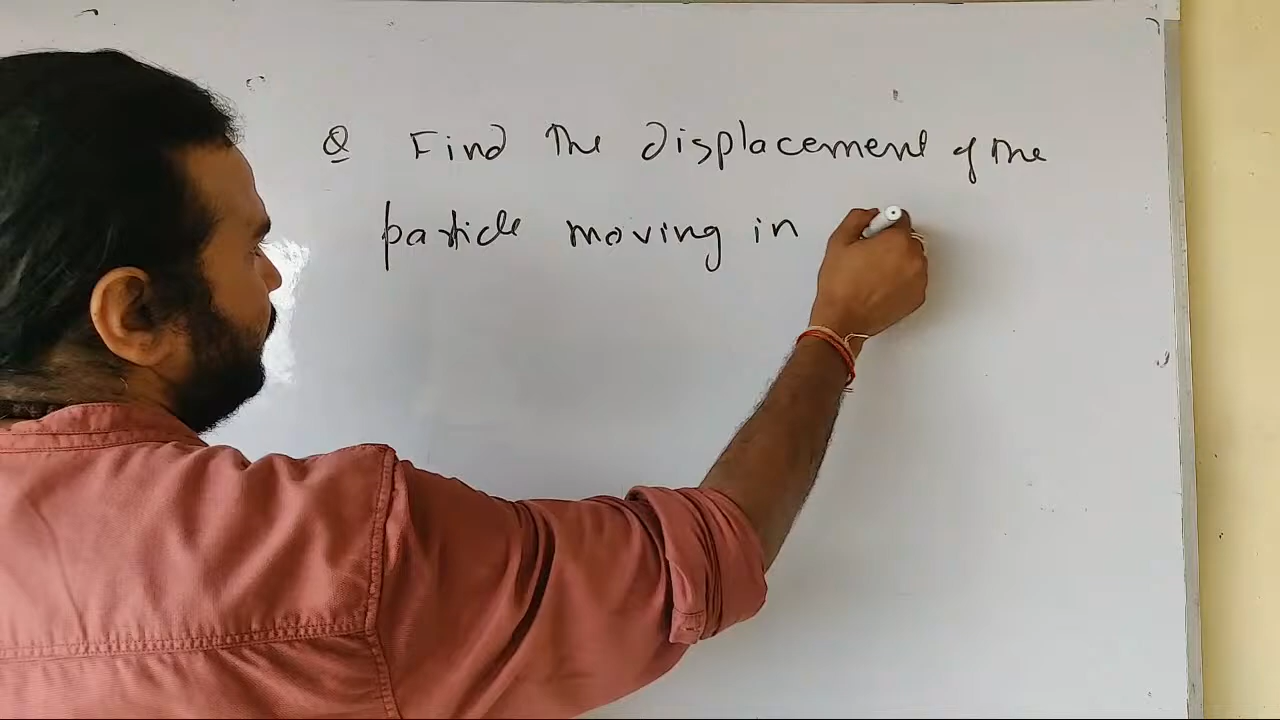 Q Find the displacement of the
particle moving in